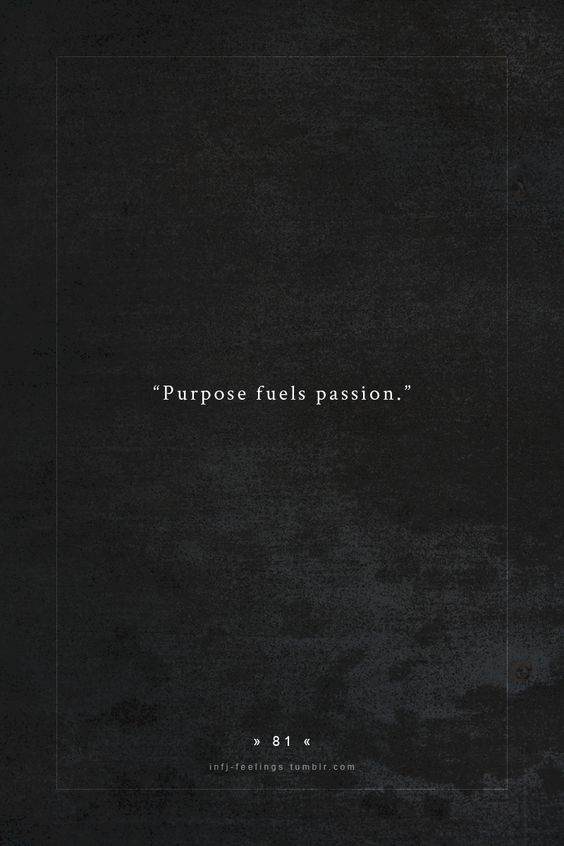 “Purpose fuels passion.”
» 81 «
infj-feelings.tumblr.com